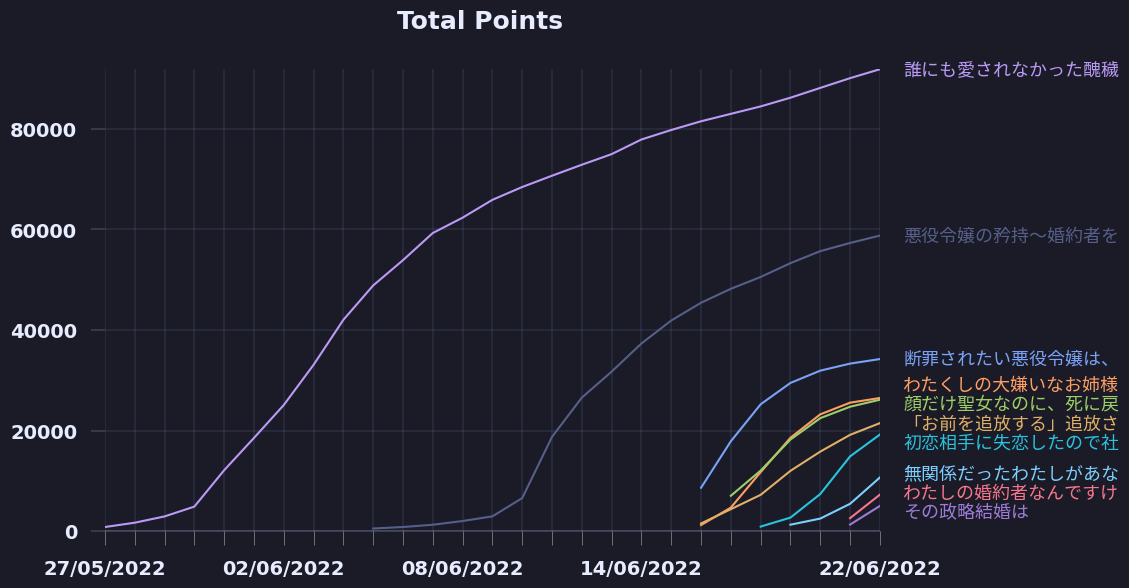 Total Points
誰にも愛されなかった醜穢
80000
60000
悪役令嬢の矜持～婚約者を
40000
断罪されたい悪役令嬢は、
わたくしの大嫌いなお姉様
顔だけ聖女なのに、死に戻
20000
「お前を追放する」追放さ
初恋相手に失恋したので社
無関係だったわたしがあな
わたしの婚約者なんですけ
その政略結婚は
0
27/05/2022 02/06/2022 08/06/2022 14/06/2022 22/06/2022